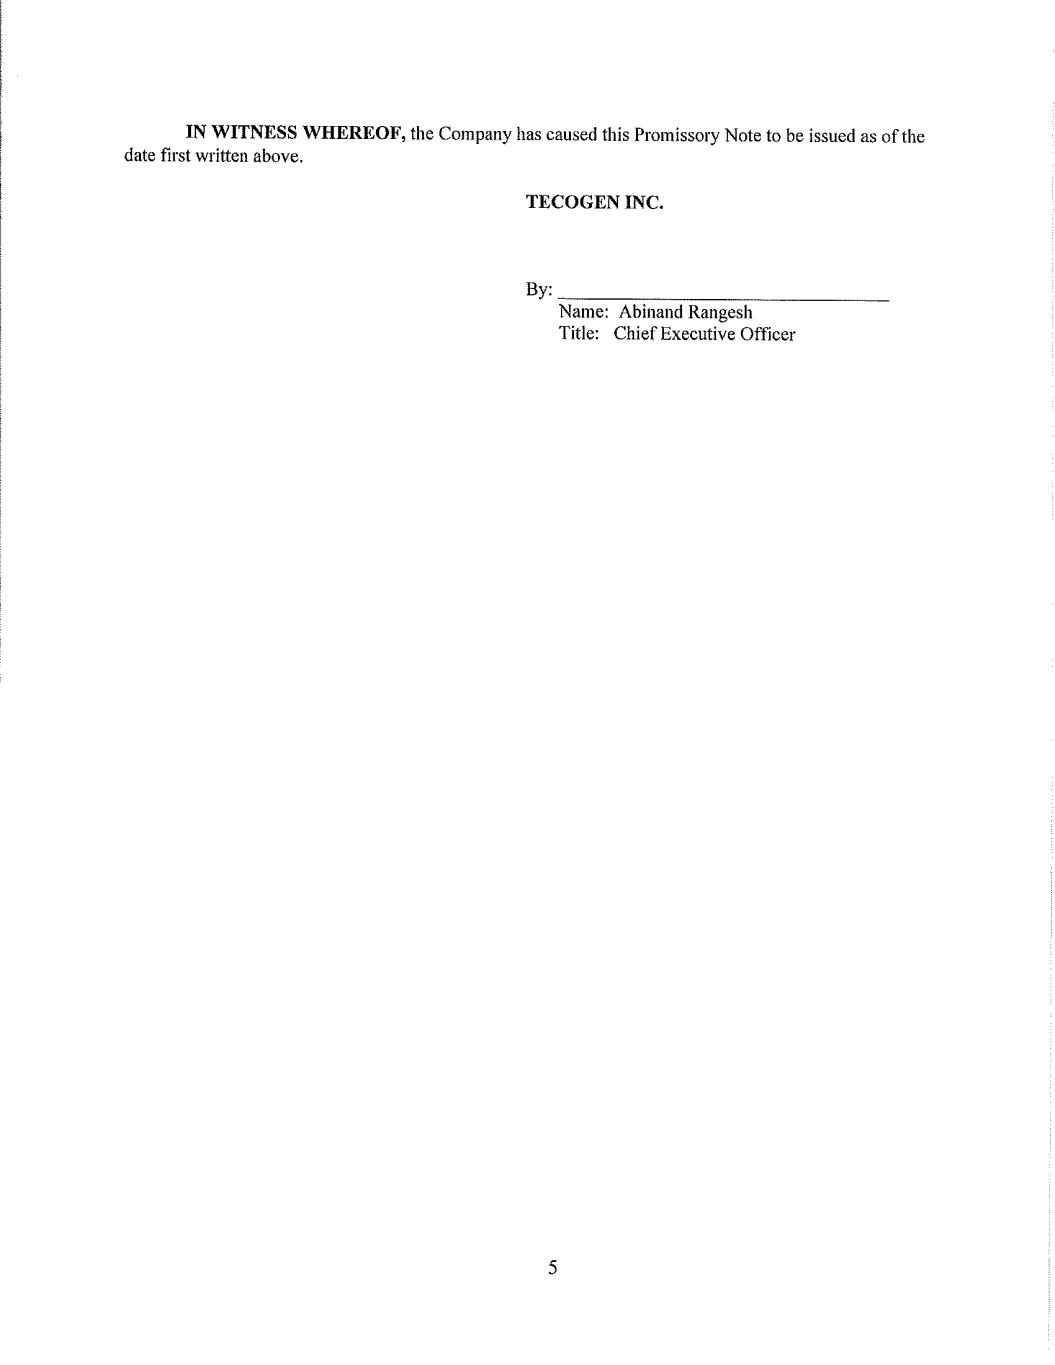 IN WITNESS WHEREOF, the Company has caused this Promissory Note to be issued as of the
date first written above.
TECOGEN INC.
By:
Name: Abinand Rangesh
Title: Chief Executive Officer
5